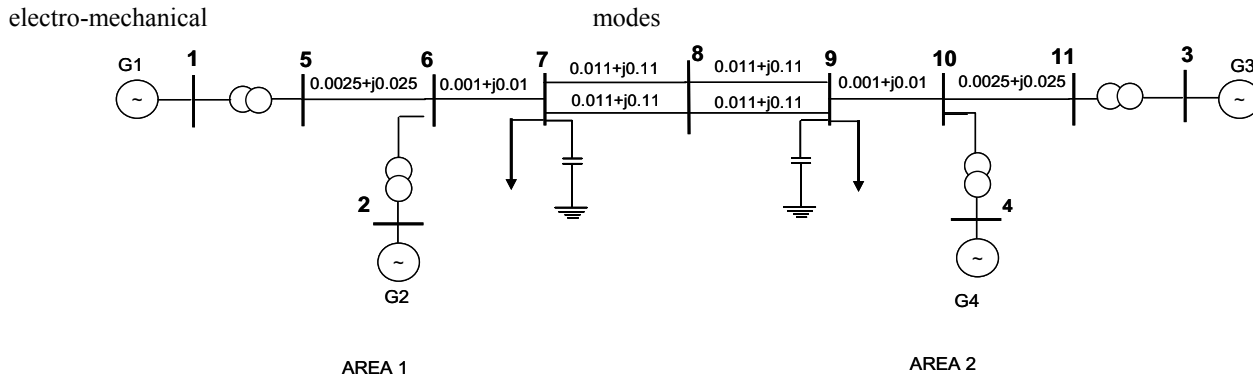 electro-mechanical modes
G1 1 5 6 7 8 9 10 11 3 G3
0.0025+j0.025 0.001+j0.01 0.011+j0.11 0.011+j0.11 0.001+j0.01 0.0025+j0.025
0.011+j0.11 0.011+j0.11
~ ~
2 4
~ ~
G2 G4
AREA 1 AREA 2